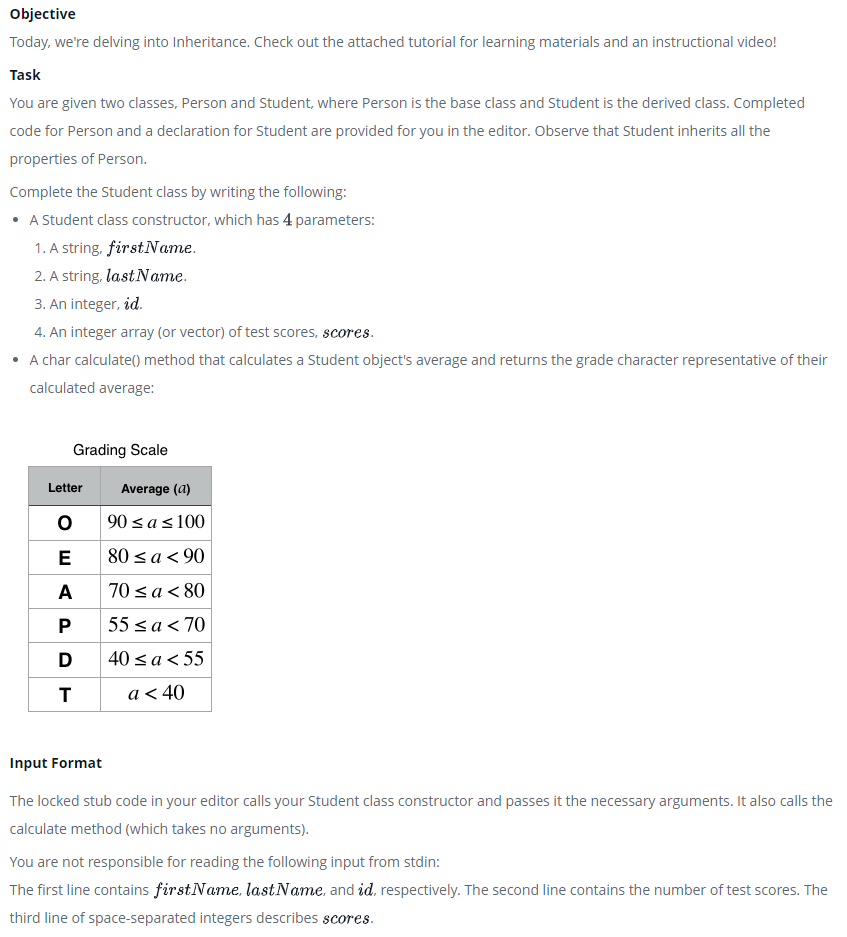 Objective
Today, we're delving into Inheritance. Check out the attached tutorial for learning materials and an instructional video!
Task
You are given two classes, Person and Student, where Person is the base class and Student is the derived class. Completed
code for Person and a declaration for Student are provided for you in the editor. Observe that Student inherits all the
properties of Person.
Complete the Student class by writing the following:
• A Student class constructor, which has 4 parameters:
1. A string, firstName.
2. A string, lastName.
3. An integer, id.
4. An integer array (or vector) of test scores, scores.
• A char calculate() method that calculates a Student object's average and returns the grade character representative of their
calculated average:
Grading Scale
Letter Average (a)
O 90 ≤ a ≤ 100
E 80 ≤ a < 90
A 70 ≤ a < 80
P 55 ≤ a < 70
D 40 ≤ a < 55
T a < 40
Input Format
The locked stub code in your editor calls your Student class constructor and passes it the necessary arguments. It also calls the
calculate method (which takes no arguments).
You are not responsible for reading the following input from stdin:
The first line contains firstName, lastName, and id, respectively. The second line contains the number of test scores. The
third line of space-separated integers describes scores.